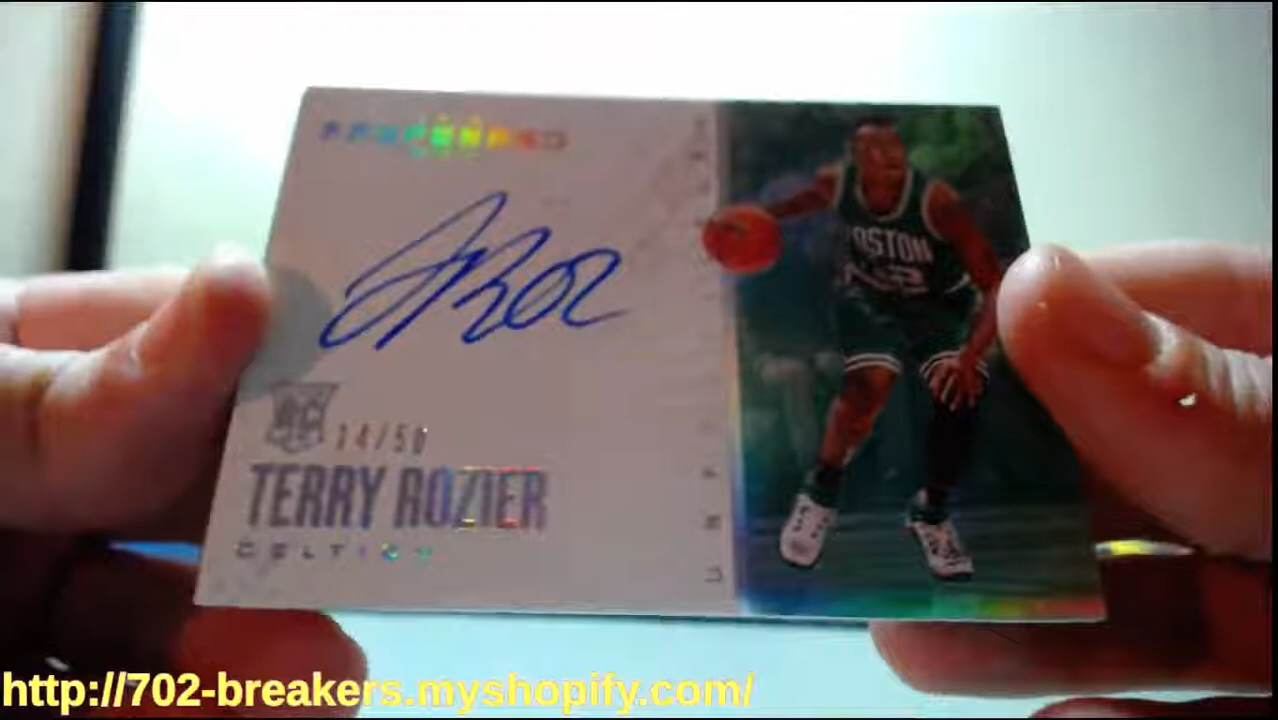 PREFERRED
RC
14/50
TERRY ROZIER
CELTICS
BOSTON
http://702-breakers.myshopify.com/